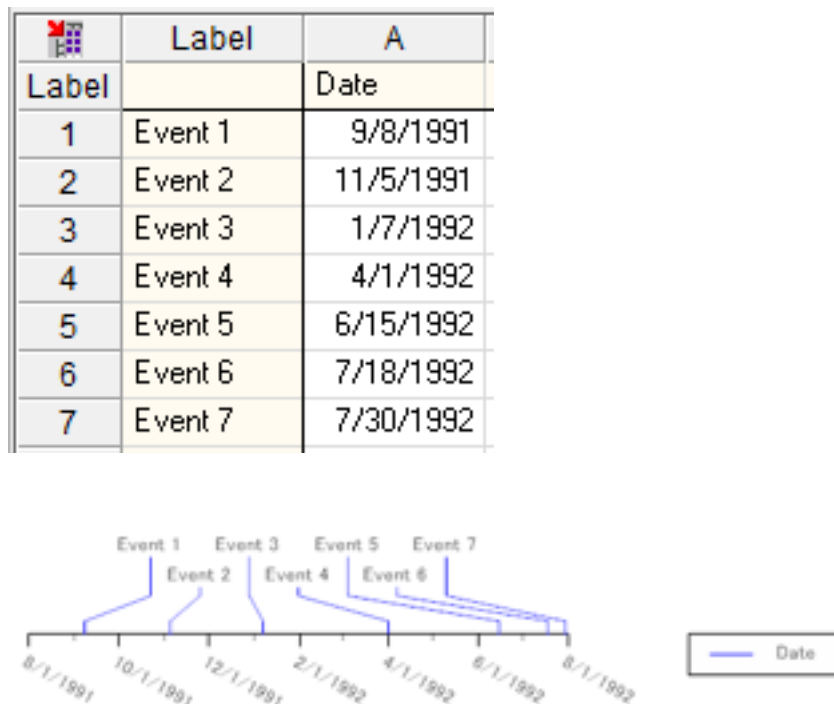 Label A
Label Date
1 Event 1 9/8/1991
2 Event 2 11/5/1991
3 Event 3 1/7/1992
4 Event 4 4/1/1992
5 Event 5 6/15/1992
6 Event 6 7/18/1992
7 Event 7 7/30/1992
Event 1 Event 3 Event 5 Event 7
Event 2 Event 4 Event 6
8/1/1991 10/1/1991 12/1/1991 2/1/1992 4/1/1992 6/1/1992 8/1/1992
Date